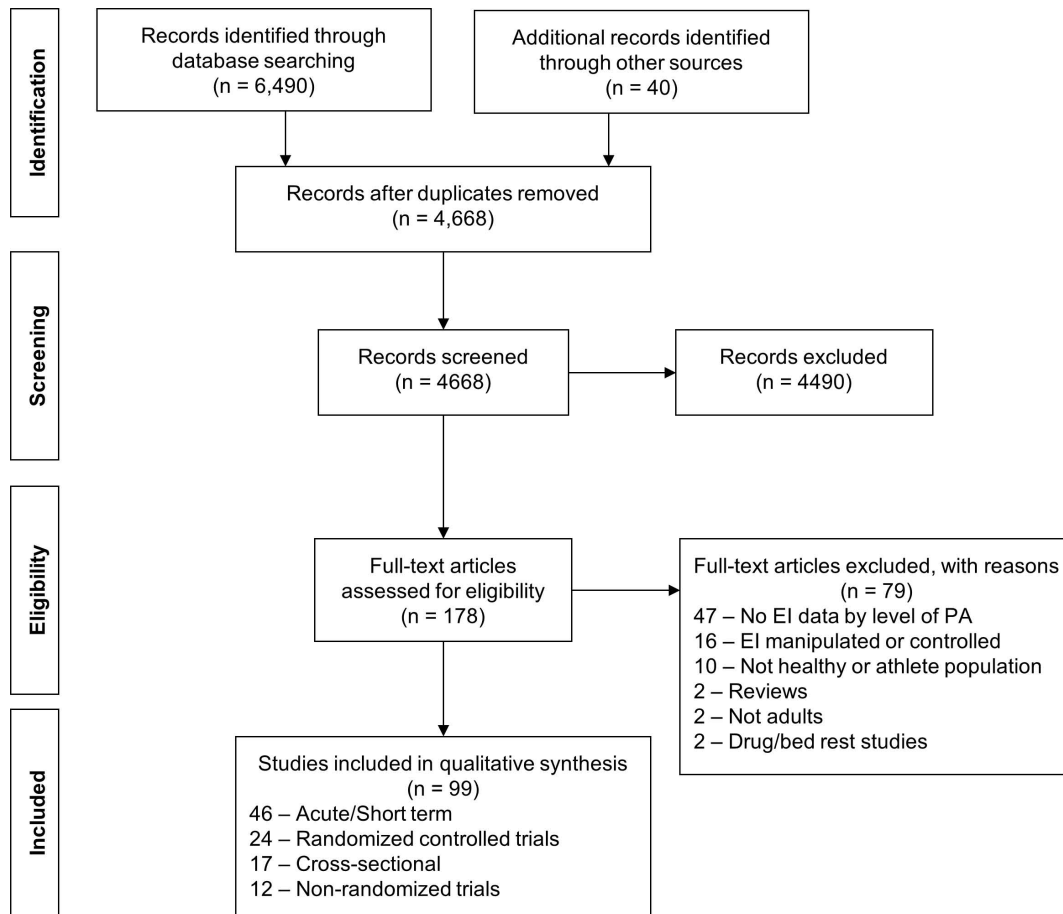 Identification
Records identified through
database searching
(n = 6,490)
Additional records identified
through other sources
(n = 40)
Records after duplicates removed
(n = 4,668)
Screening
Records screened
(n = 4668)
Records excluded
(n = 4490)
Eligibility
Full-text articles
assessed for eligibility
(n = 178)
Full-text articles excluded, with reasons
(n = 79)
47 – No EI data by level of PA
16 – EI manipulated or controlled
10 – Not healthy or athlete population
2 – Reviews
2 – Not adults
2 – Drug/bed rest studies
Included
Studies included in qualitative synthesis
(n = 99)
46 – Acute/Short term
24 – Randomized controlled trials
17 – Cross-sectional
12 – Non-randomized trials